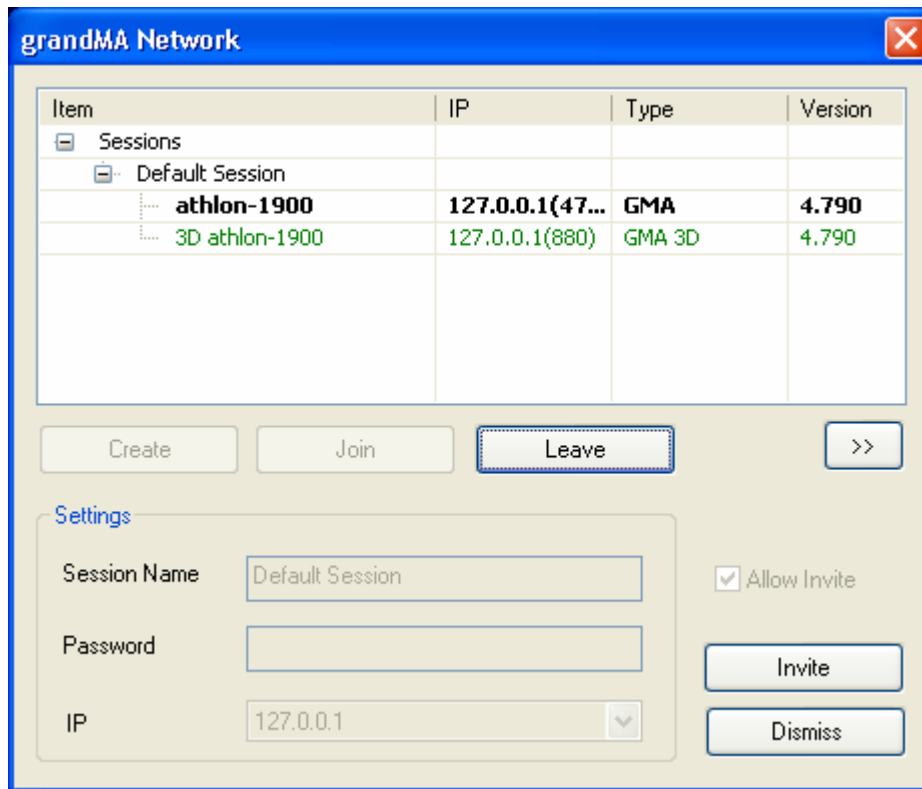 grandMA Network
Item IP Type Version
Sessions
Default Session
athlon-1900 127.0.0.1(47... GMA 4.790
3D athlon-1900 127.0.0.1(880) GMA 3D 4.790
Create Join Leave >>
Settings
Session Name Default Session Allow Invite
Password
Invite
IP 127.0.0.1
Dismiss